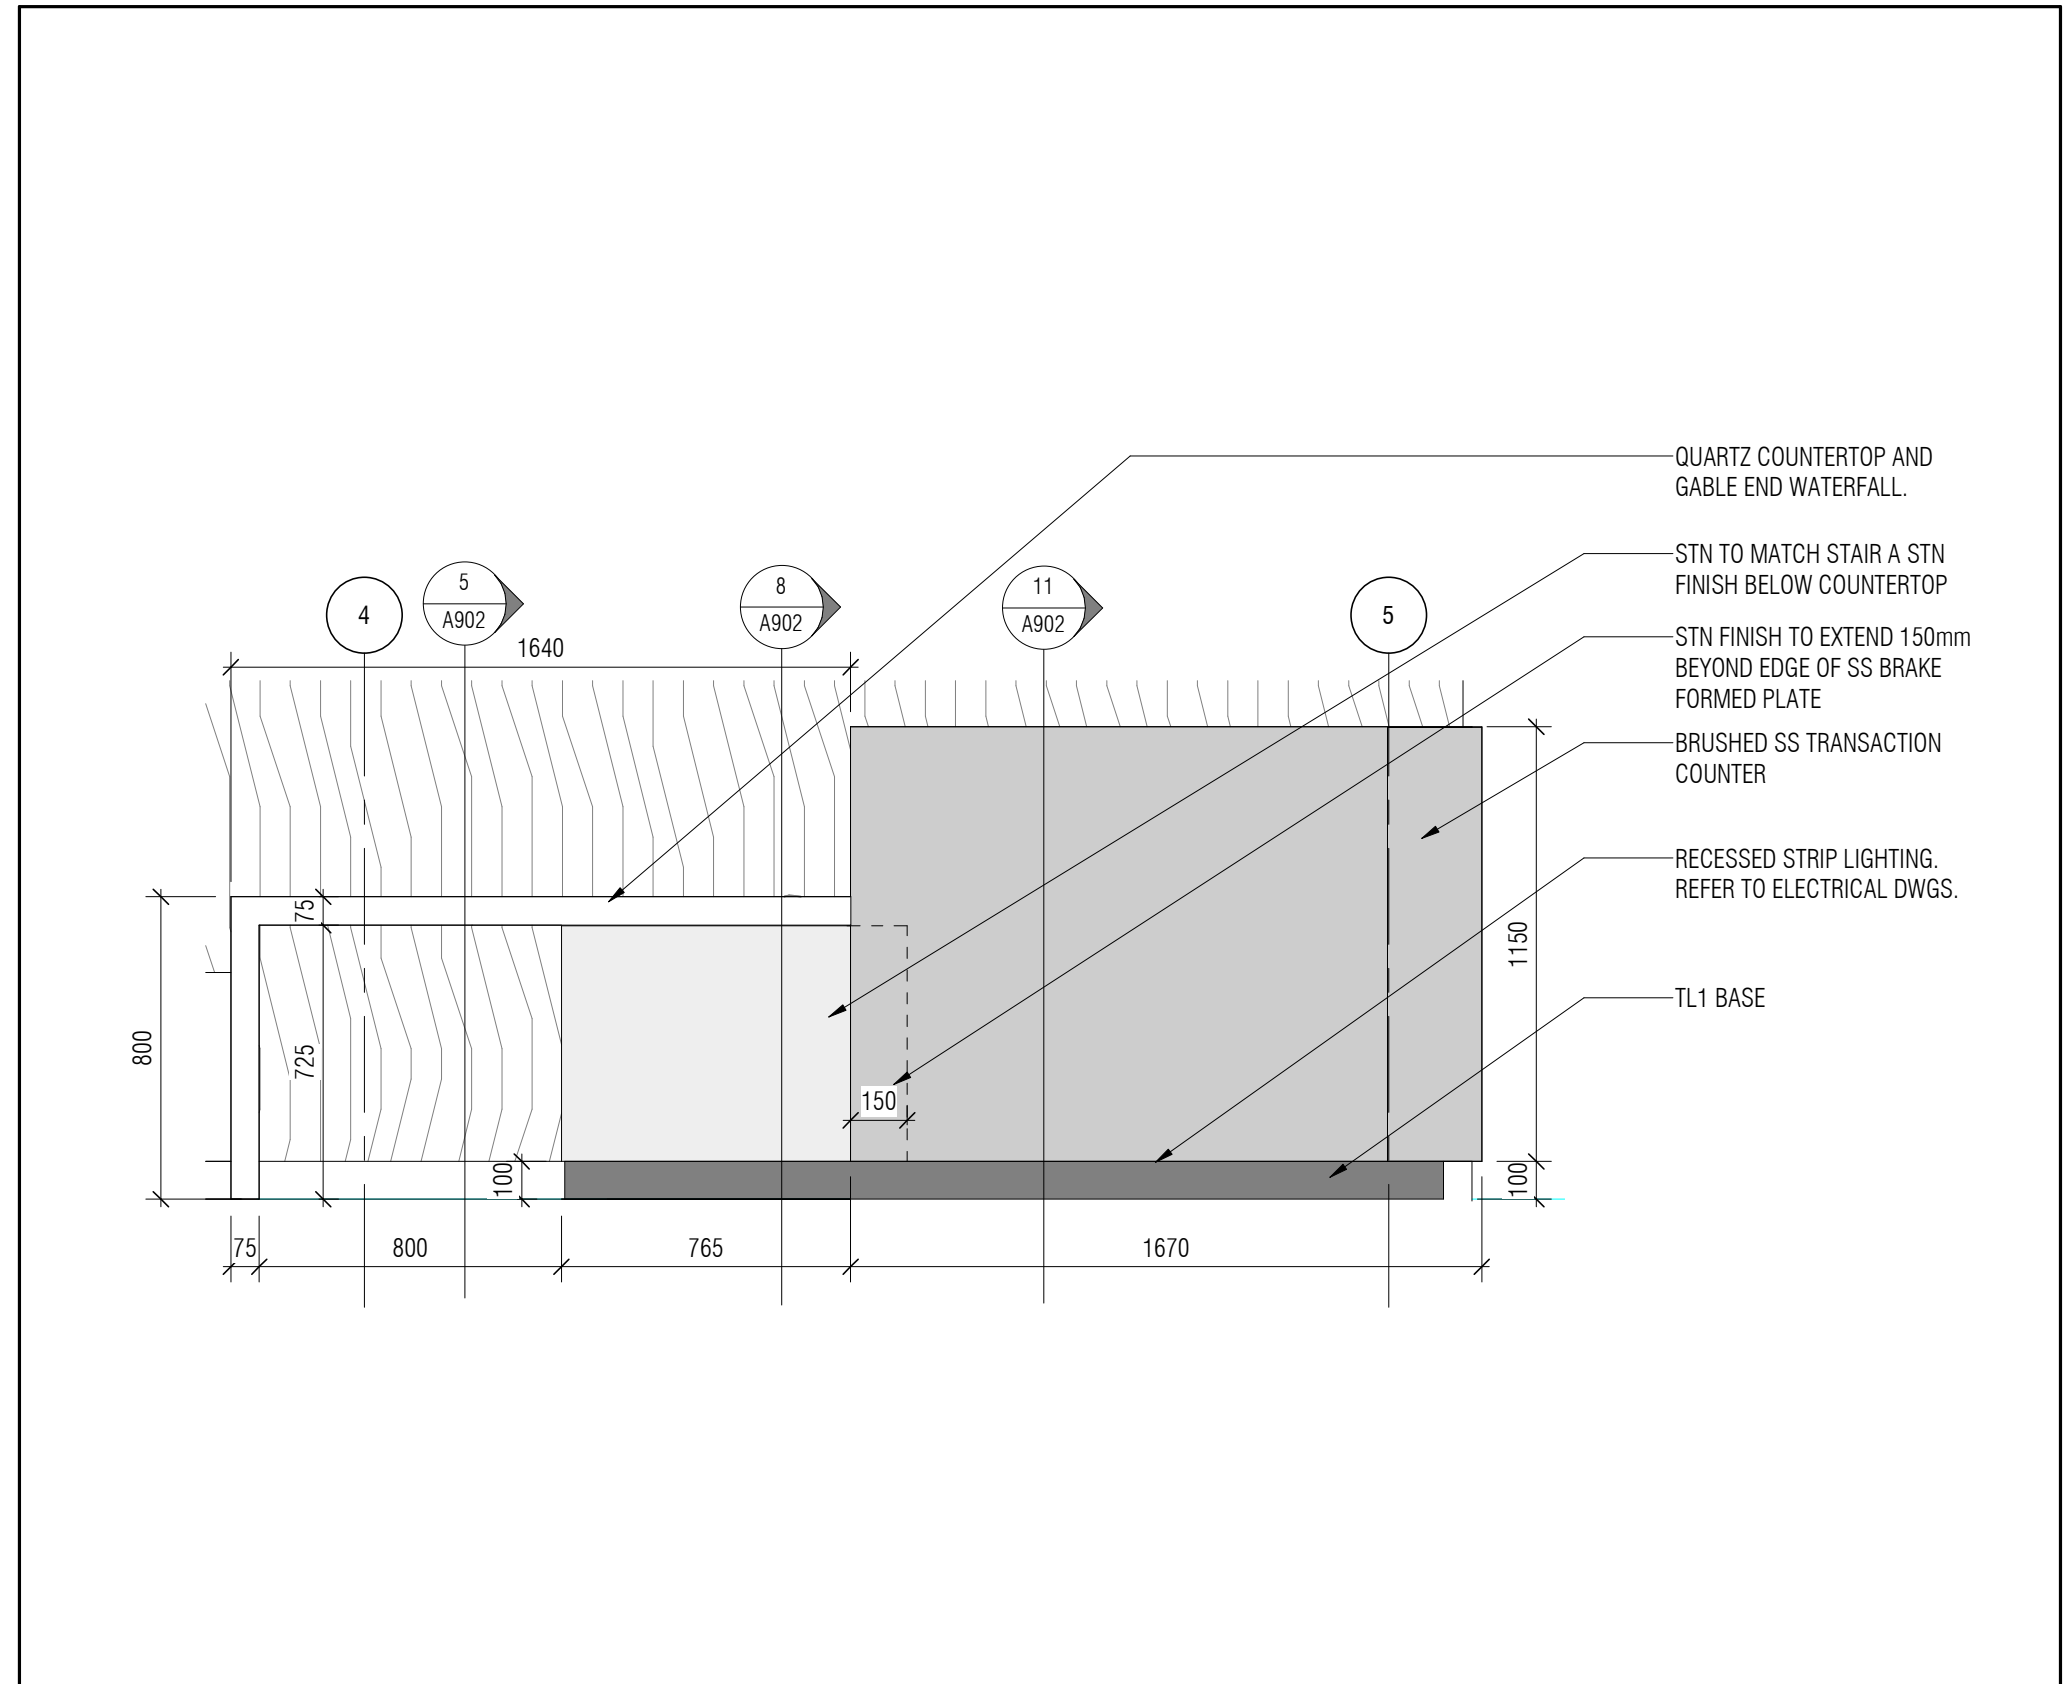 QUARTZ COUNTERTOP AND
GABLE END WATERFALL.
STN TO MATCH STAIR A STN
FINISH BELOW COUNTERTOP
STN FINISH TO EXTEND 150mm
BEYOND EDGE OF SS BRAKE
FORMED PLATE
BRUSHED SS TRANSACTION
COUNTER
RECESSED STRIP LIGHTING.
REFER TO ELECTRICAL DWGS.
TL1 BASE
4
5
A902
8
A902
11
A902
5
1640
75
800
725
100
150
1150
100
75
800
765
1670